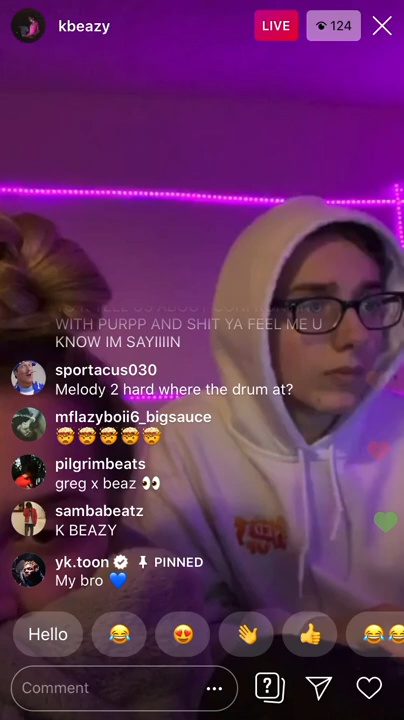 kbeazy
LIVE
124
WITH PURPP AND SHIT YA FEEL ME U
KNOW IM SAYIIIIN
sportacus030
Melody 2 hard where the drum at?
mflazyboii6_bigsauce
🤯🤯🤯🤯🤯
pilgrimbeats
greg x beaz 👀
sambabeatz
K BEAZY
yk.toon PINNED
My bro 💙
Hello 😂 😍 👋 👍 😂😂
Comment